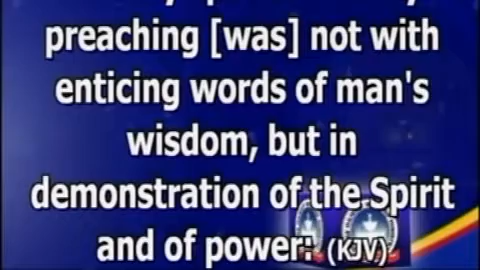 preaching [was] not with
enticing words of man's
wisdom, but in
demonstration of the Spirit
and of power: (KJV)